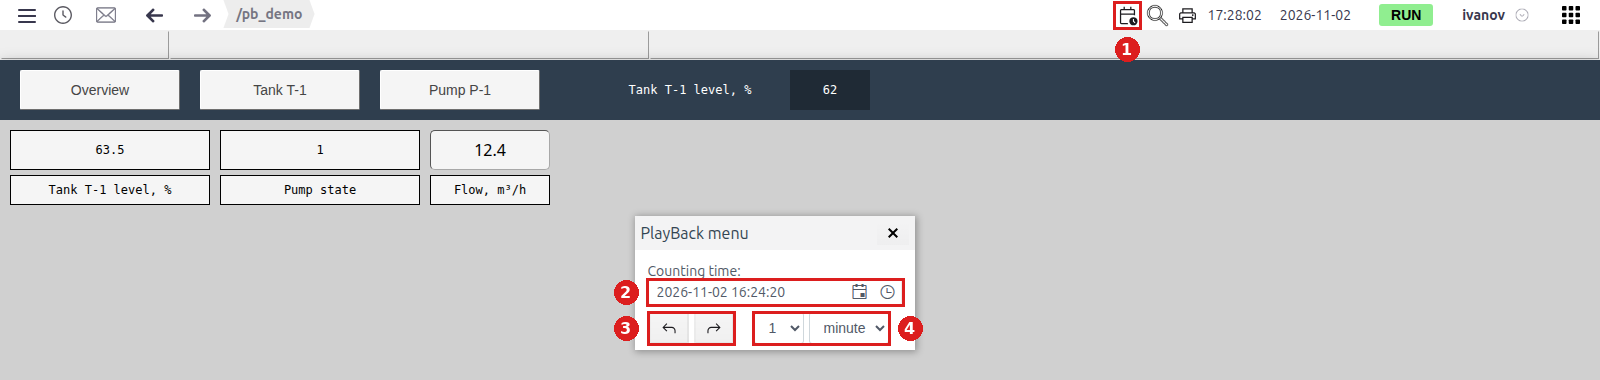 /pb_demo 17:28:02 2026-11-02 RUN ivanov
1
Overview Tank T-1 Pump P-1 Tank T-1 level, % 62
63.5 1 12.4
Tank T-1 level, % Pump state Flow, m³/h
PlayBack menu
Counting time:
2 2026-11-02 16:24:20
3 1 minute 4